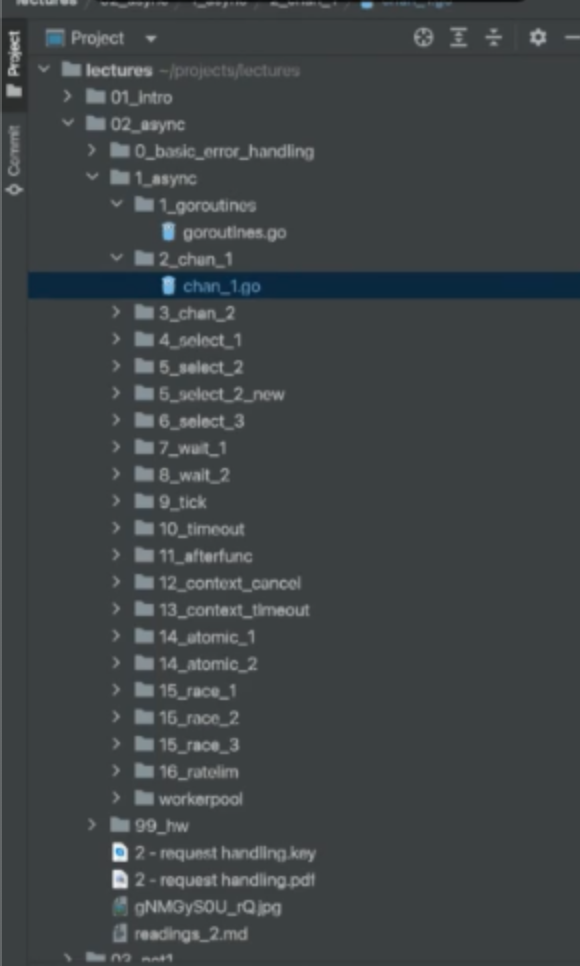 lectures / 02_async / 1_async / 2_chan_1 / chan_1.go
Project
Project
Commit
lectures ~/projects/lectures
01_intro
02_async
0_basic_error_handling
1_async
1_goroutines
goroutines.go
2_chan_1
chan_1.go
3_chan_2
4_select_1
5_select_2
5_select_2_new
6_select_3
7_wait_1
8_wait_2
9_tick
10_timeout
11_afterfunc
12_context_cancel
13_context_timeout
14_atomic_1
14_atomic_2
15_race_1
15_race_2
15_race_3
16_ratelim
workerpool
99_hw
2 - request handling.key
2 - request handling.pdf
gNMGyS0U_rQ.jpg
readings_2.md